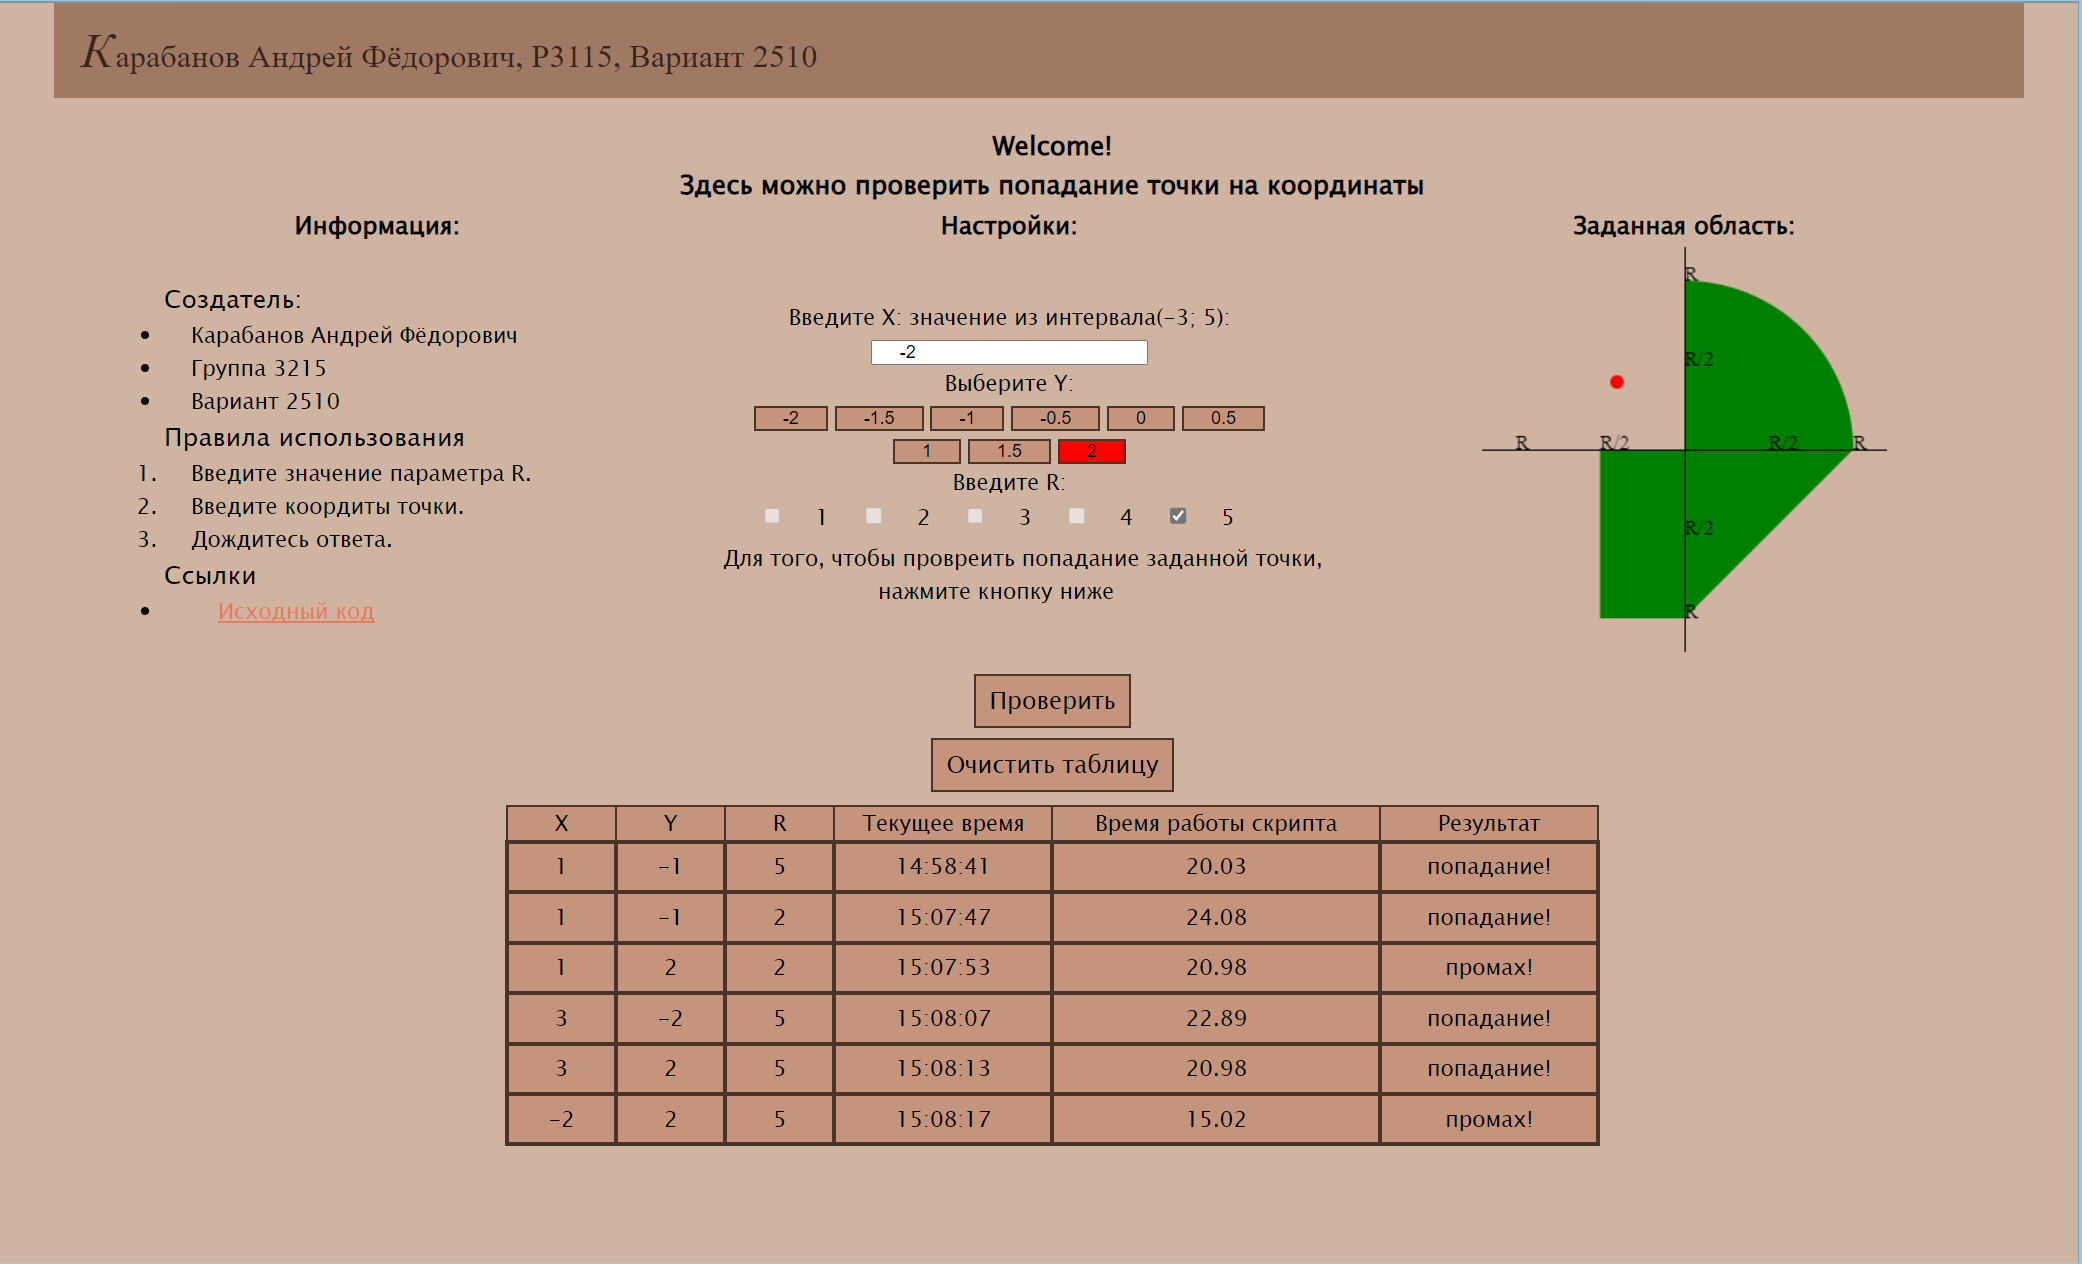 Карабанов Андрей Фёдорович, Р3115, Вариант 2510
Welcome!
Здесь можно проверить попадание точки на координаты
Информация:
Создатель:
• Карабанов Андрей Фёдорович
• Группа 3215
• Вариант 2510
Правила использования
1. Введите значение параметра R.
2. Введите коордиты точки.
3. Дождитесь ответа.
Ссылки
• Исходный код
Настройки:
Введите X: значение из интервала(-3; 5):
-2
Выберите Y:
-2 -1.5 -1 -0.5 0 0.5
1 1.5 2
Введите R:
1 2 3 4 5
Для того, чтобы провреить попадание заданной точки,
нажмите кнопку ниже
Заданная область:
R
R/2
R R/2 R/2 R
R/2
R
Проверить
Очистить таблицу
X Y R Текущее время Время работы скрипта Результат
1 -1 5 14:58:41 20.03 попадание!
1 -1 2 15:07:47 24.08 попадание!
1 2 2 15:07:53 20.98 промах!
3 -2 5 15:08:07 22.89 попадание!
3 2 5 15:08:13 20.98 попадание!
-2 2 5 15:08:17 15.02 промах!